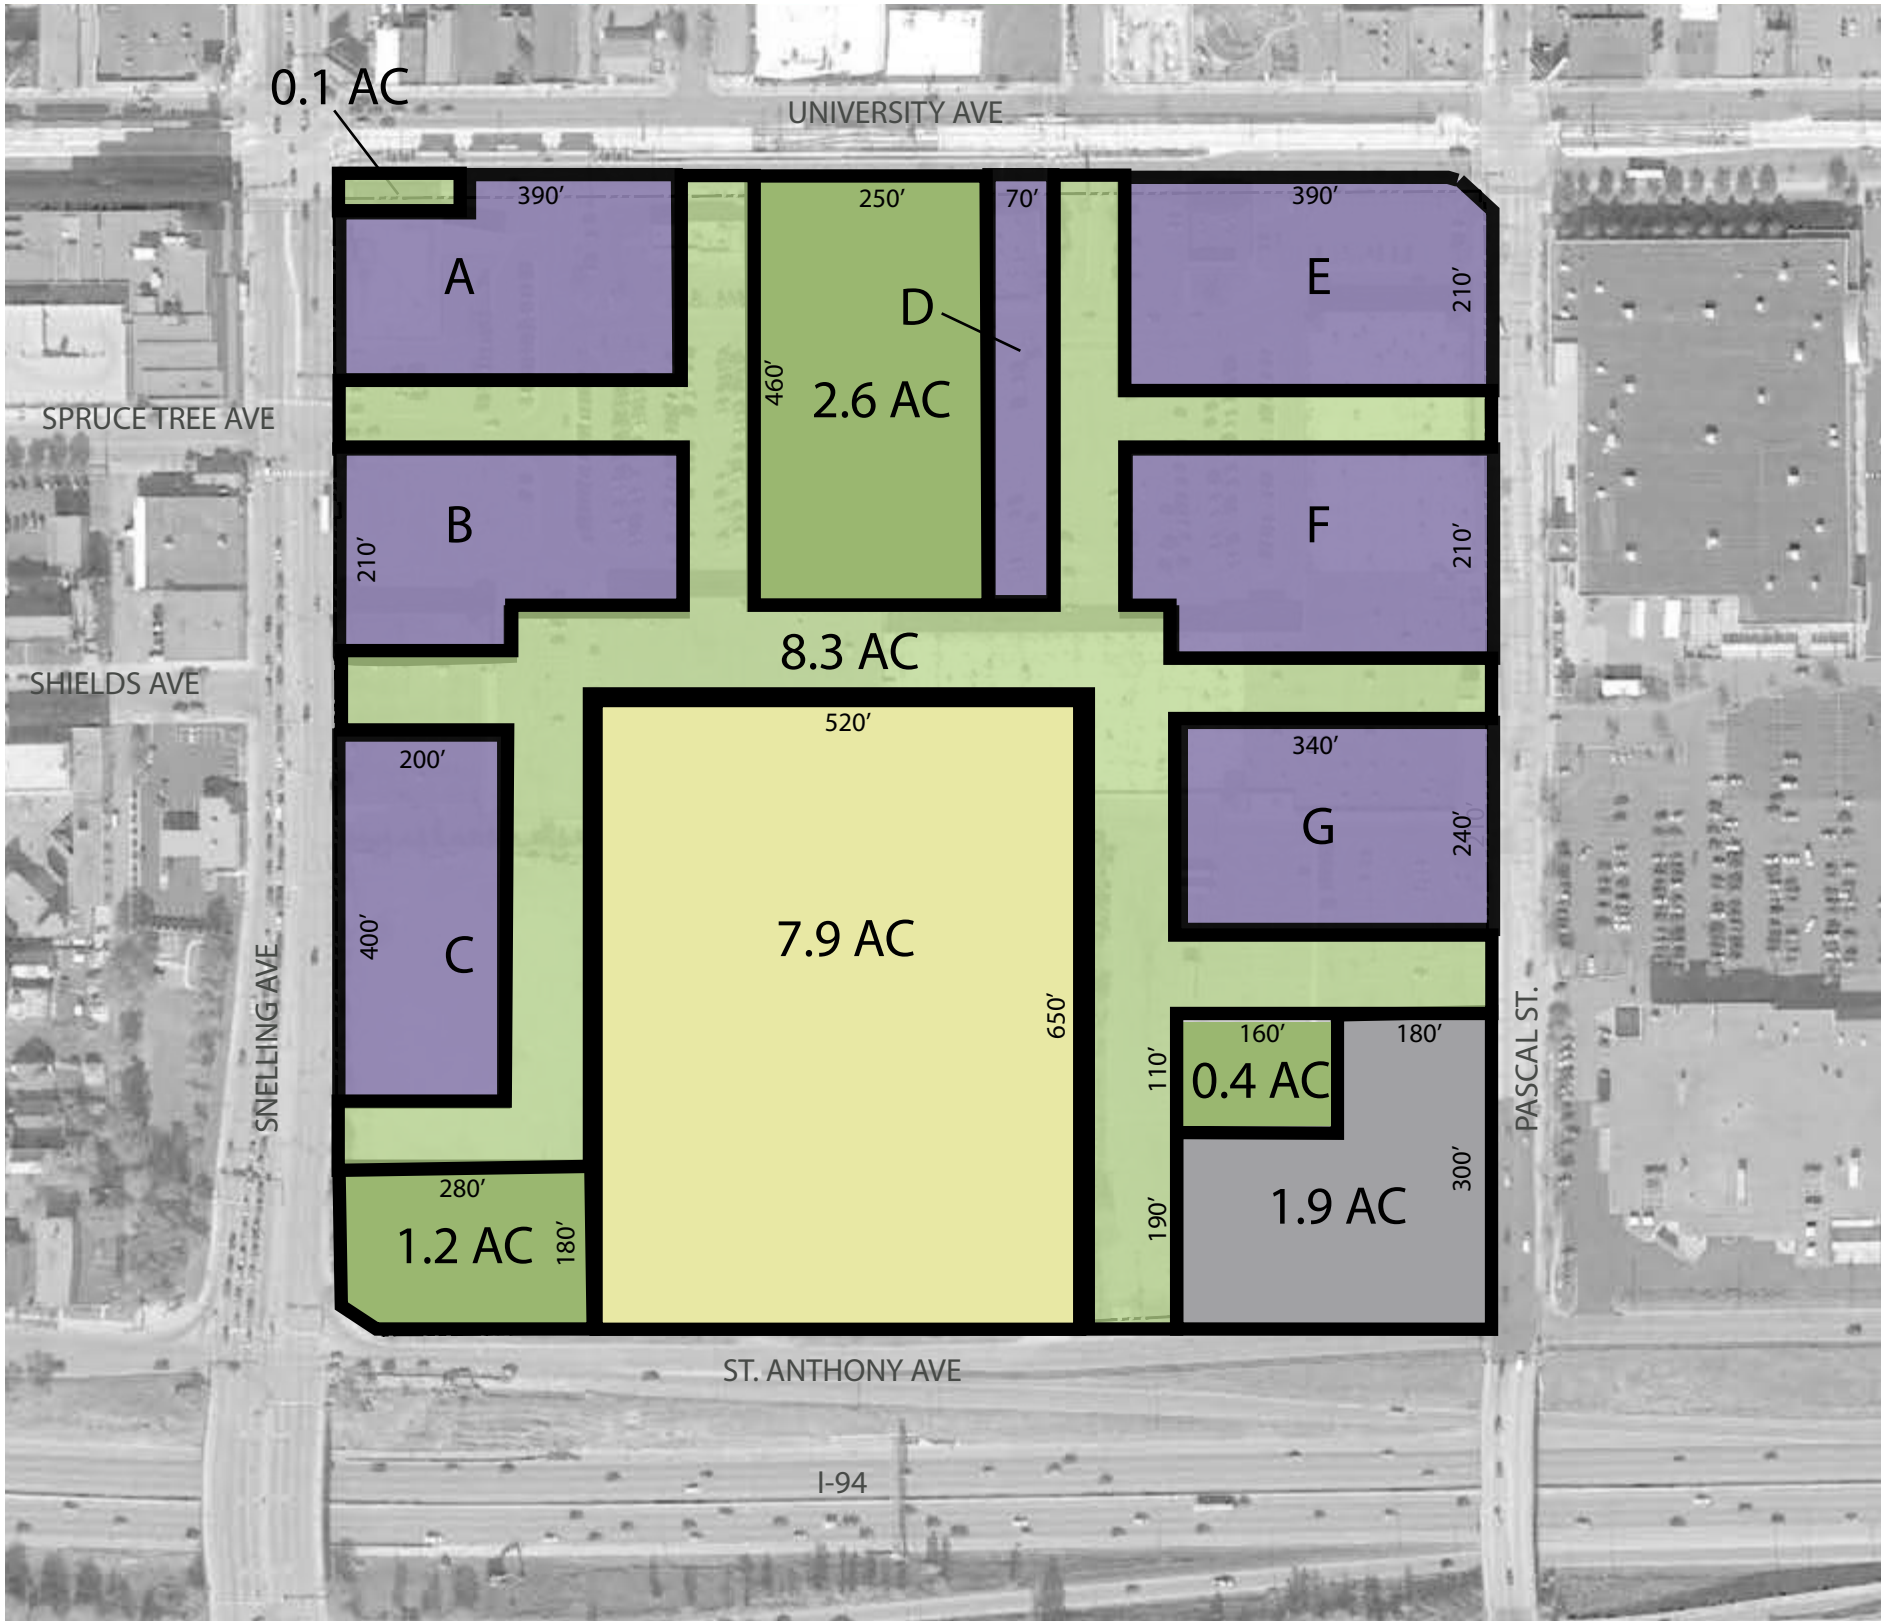 0.1 AC
UNIVERSITY AVE
390′
250′
70′
390′
A
D
E
210′
460′
2.6 AC
SPRUCE TREE AVE
B
210′
F
210′
8.3 AC
SHIELDS AVE
520′
200′
340′
G
240′
400′
C
7.9 AC
650′
SNELLING AVE
PASCAL ST.
160′
180′
110′
0.4 AC
300′
280′
1.2 AC
180′
190′
1.9 AC
ST. ANTHONY AVE
I-94